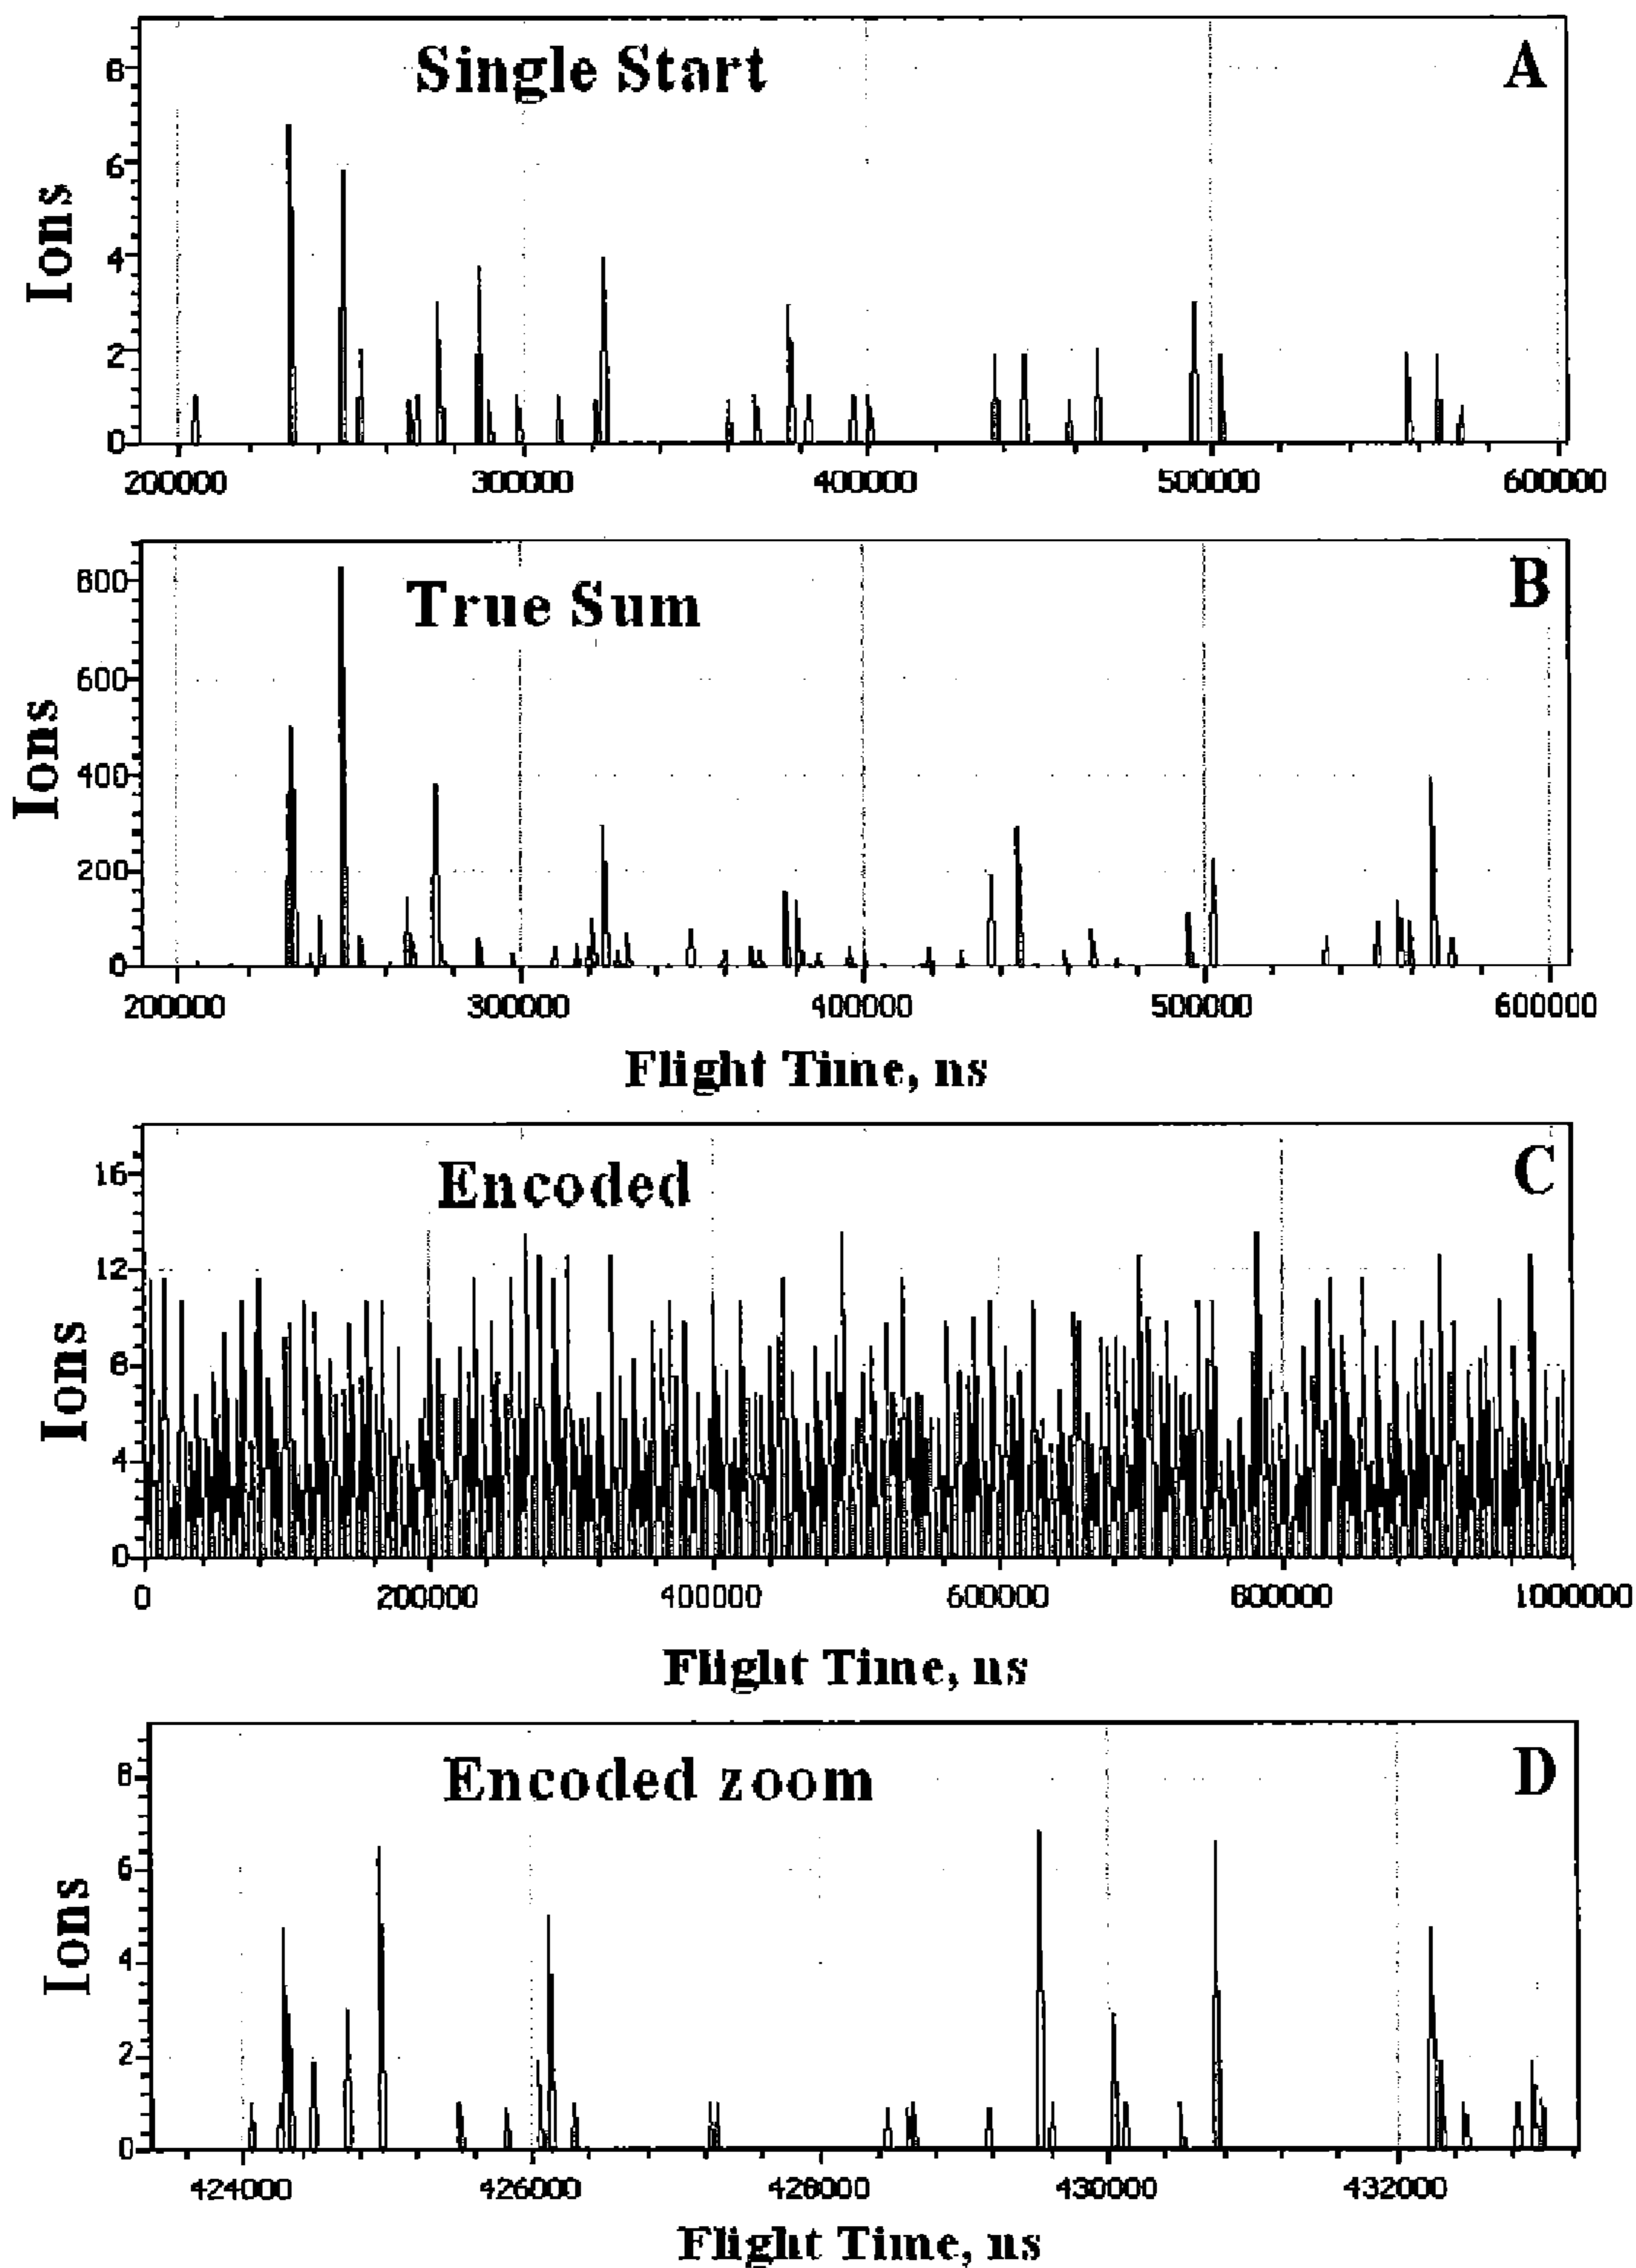 Single Start
A
Ions
8
6
4
2
0
200000 300000 400000 500000 600000
True Sum
B
Ions
800
600
400
200
0
200000 300000 400000 500000 600000
Flight Time, ns
Encoded
C
Ions
16
12
8
4
0
0 200000 400000 600000 800000 1000000
Flight Time, ns
Encoded zoom
D
Ions
8
6
4
2
0
424000 426000 428000 430000 432000
Flight Time, ns